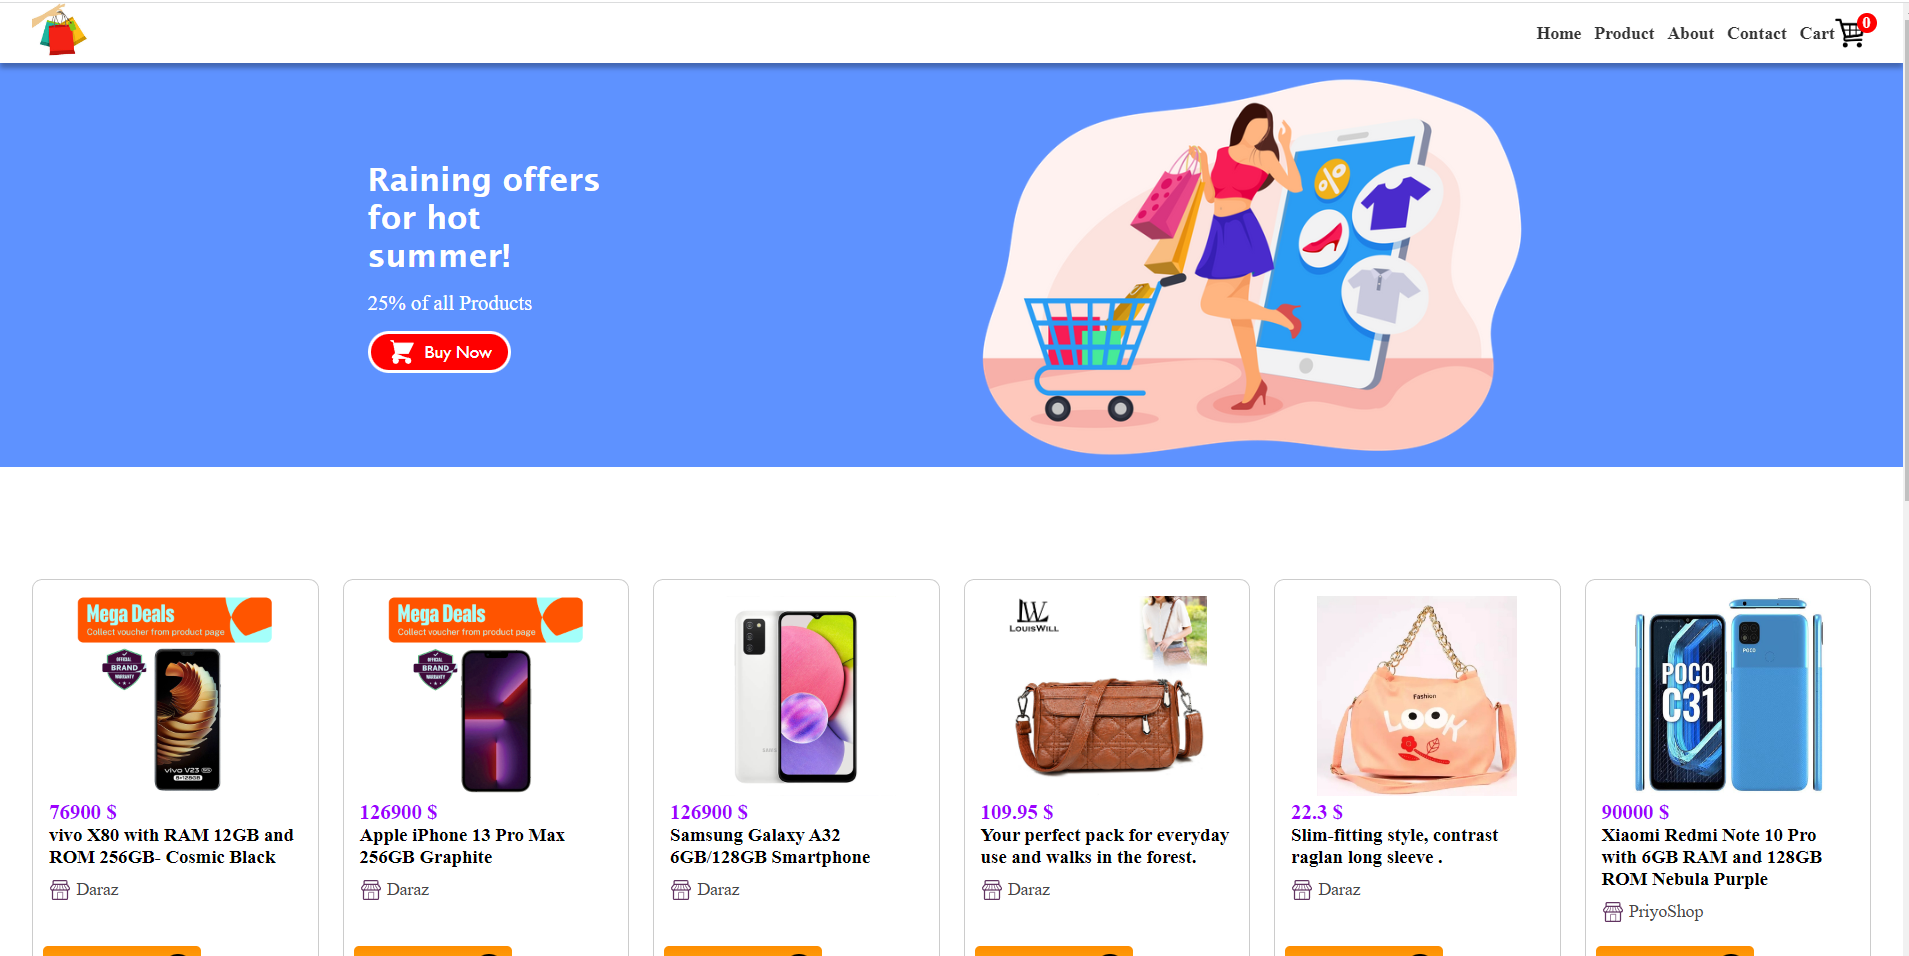 Home Product About Contact Cart 0
Raining offers
for hot
summer!
25% of all Products
Buy Now
Mega Deals
Collect voucher from product page
OFFICIAL
BRAND
WARRANTY
vivo V23 5G
8+128GB
76900 $
vivo X80 with RAM 12GB and
ROM 256GB- Cosmic Black
Daraz
Mega Deals
Collect voucher from product page
OFFICIAL
BRAND
WARRANTY
126900 $
Apple iPhone 13 Pro Max
256GB Graphite
Daraz
126900 $
Samsung Galaxy A32
6GB/128GB Smartphone
Daraz
LW
LOUISWILL
109.95 $
Your perfect pack for everyday
use and walks in the forest.
Daraz
Fashion
LOOK
22.3 $
Slim-fitting style, contrast
raglan long sleeve .
Daraz
POCO
C31
POCO
90000 $
Xiaomi Redmi Note 10 Pro
with 6GB RAM and 128GB
ROM Nebula Purple
PriyoShop